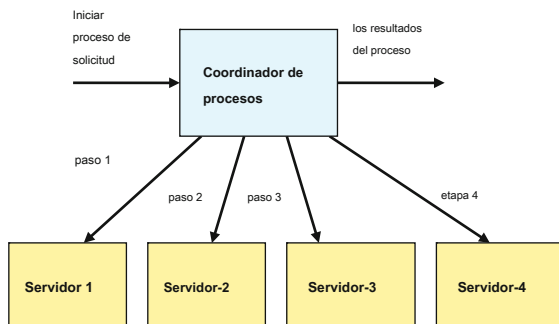 Iniciar
proceso de
solicitud
los resultados
del proceso
Coordinador de
procesos
paso 1
paso 2
paso 3
etapa 4
Servidor 1
Servidor-2
Servidor-3
Servidor-4